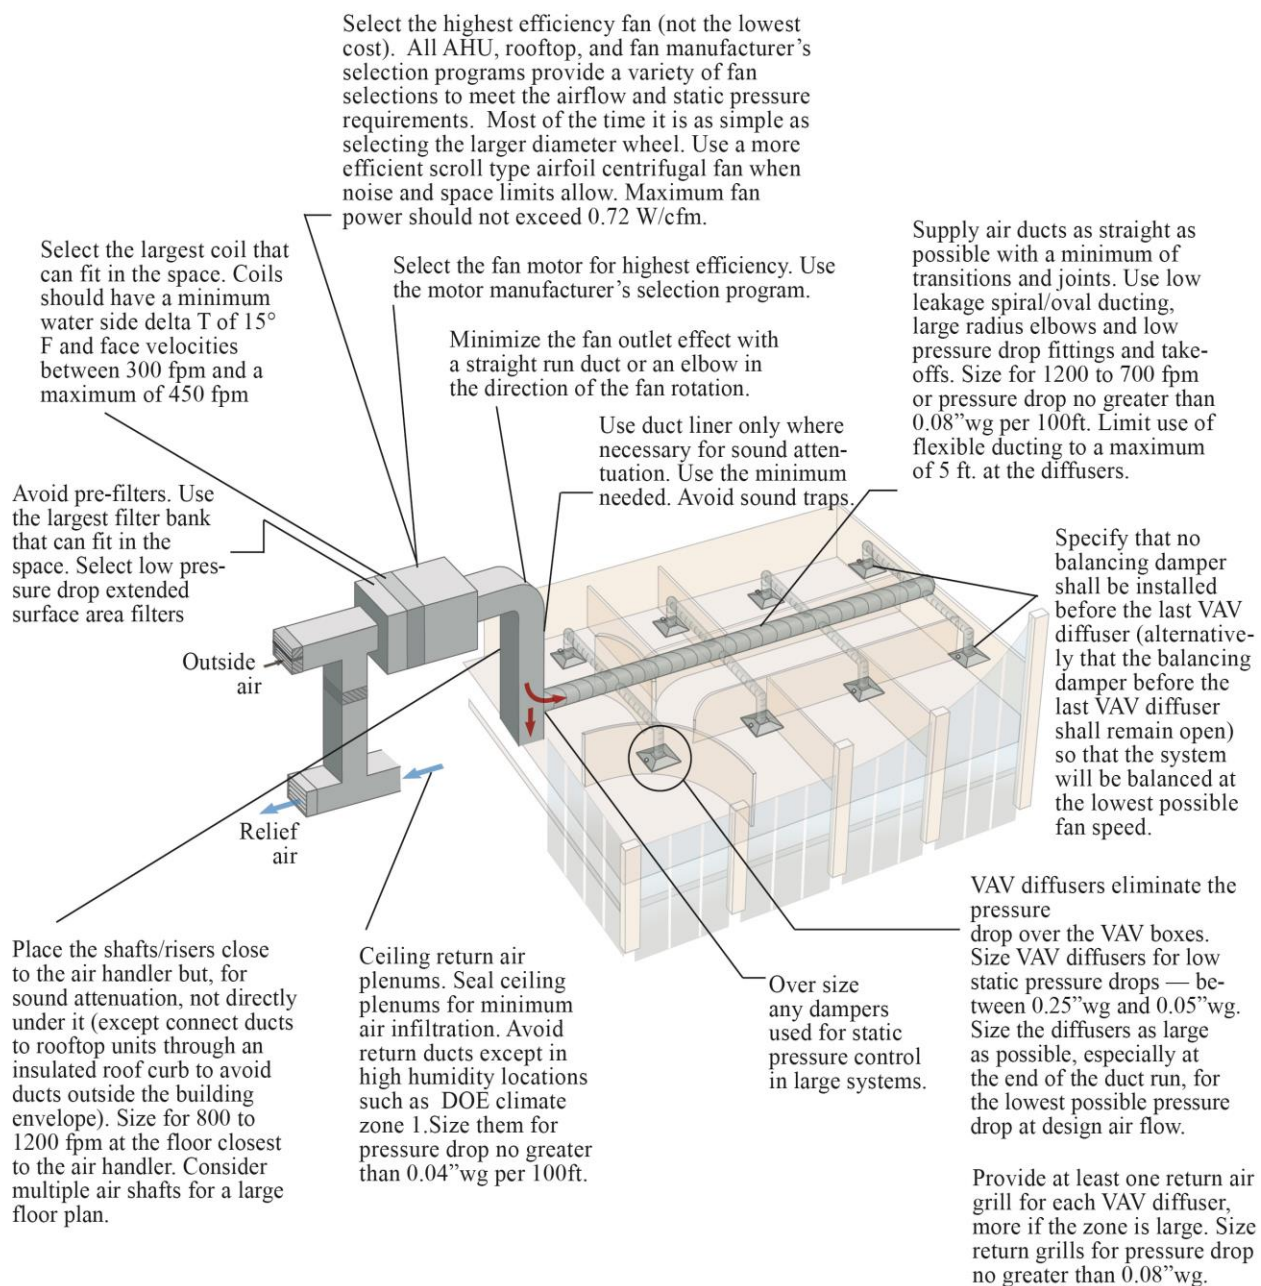 Select the highest efficiency fan (not the lowest
cost).  All AHU, rooftop, and fan manufacturer’s
selection programs provide a variety of fan
selections to meet the airflow and static pressure
requirements.  Most of the time it is as simple as
selecting the larger diameter wheel. Use a more
efficient scroll type airfoil centrifugal fan when
noise and space limits allow. Maximum fan
power should not exceed 0.72 W/cfm.
Select the largest coil that
can fit in the space. Coils
should have a minimum
water side delta T of 15°
F and face velocities
between 300 fpm and a
maximum of 450 fpm
Select the fan motor for highest efficiency. Use
the motor manufacturer’s selection program.
Minimize the fan outlet effect with
a straight run duct or an elbow in
the direction of the fan rotation.
Use duct liner only where
necessary for sound atten-
tuation. Use the minimum
needed. Avoid sound traps.
Supply air ducts as straight as
possible with a minimum of
transitions and joints. Use low
leakage spiral/oval ducting,
large radius elbows and low
pressure drop fittings and take-
offs. Size for 1200 to 700 fpm
or pressure drop no greater than
0.08”wg per 100ft. Limit use of
flexible ducting to a maximum
of 5 ft. at the diffusers.
Avoid pre-filters. Use
the largest filter bank
that can fit in the
space. Select low pres-
sure drop extended
surface area filters
Outside
air
Relief
air
Specify that no
balancing damper
shall be installed
before the last VAV
diffuser (alternative-
ly that the balancing
damper before the
last VAV diffuser
shall remain open)
so that the system
will be balanced at
the lowest possible
fan speed.
Place the shafts/risers close
to the air handler but, for
sound attenuation, not directly
under it (except connect ducts
to rooftop units through an
insulated roof curb to avoid
ducts outside the building
envelope). Size for 800 to
1200 fpm at the floor closest
to the air handler. Consider
multiple air shafts for a large
floor plan.
Ceiling return air
plenums. Seal ceiling
plenums for minimum
air infiltration. Avoid
return ducts except in
high humidity locations
such as  DOE climate
zone 1.Size them for
pressure drop no greater
than 0.04”wg per 100ft.
Over size
any dampers
used for static
pressure control
in large systems.
VAV diffusers eliminate the
pressure
drop over the VAV boxes.
Size VAV diffusers for low
static pressure drops — be-
tween 0.25”wg and 0.05”wg.
Size the diffusers as large
as possible, especially at
the end of the duct run, for
the lowest possible pressure
drop at design air flow.
Provide at least one return air
grill for each VAV diffuser,
more if the zone is large. Size
return grills for pressure drop
no greater than 0.08”wg.